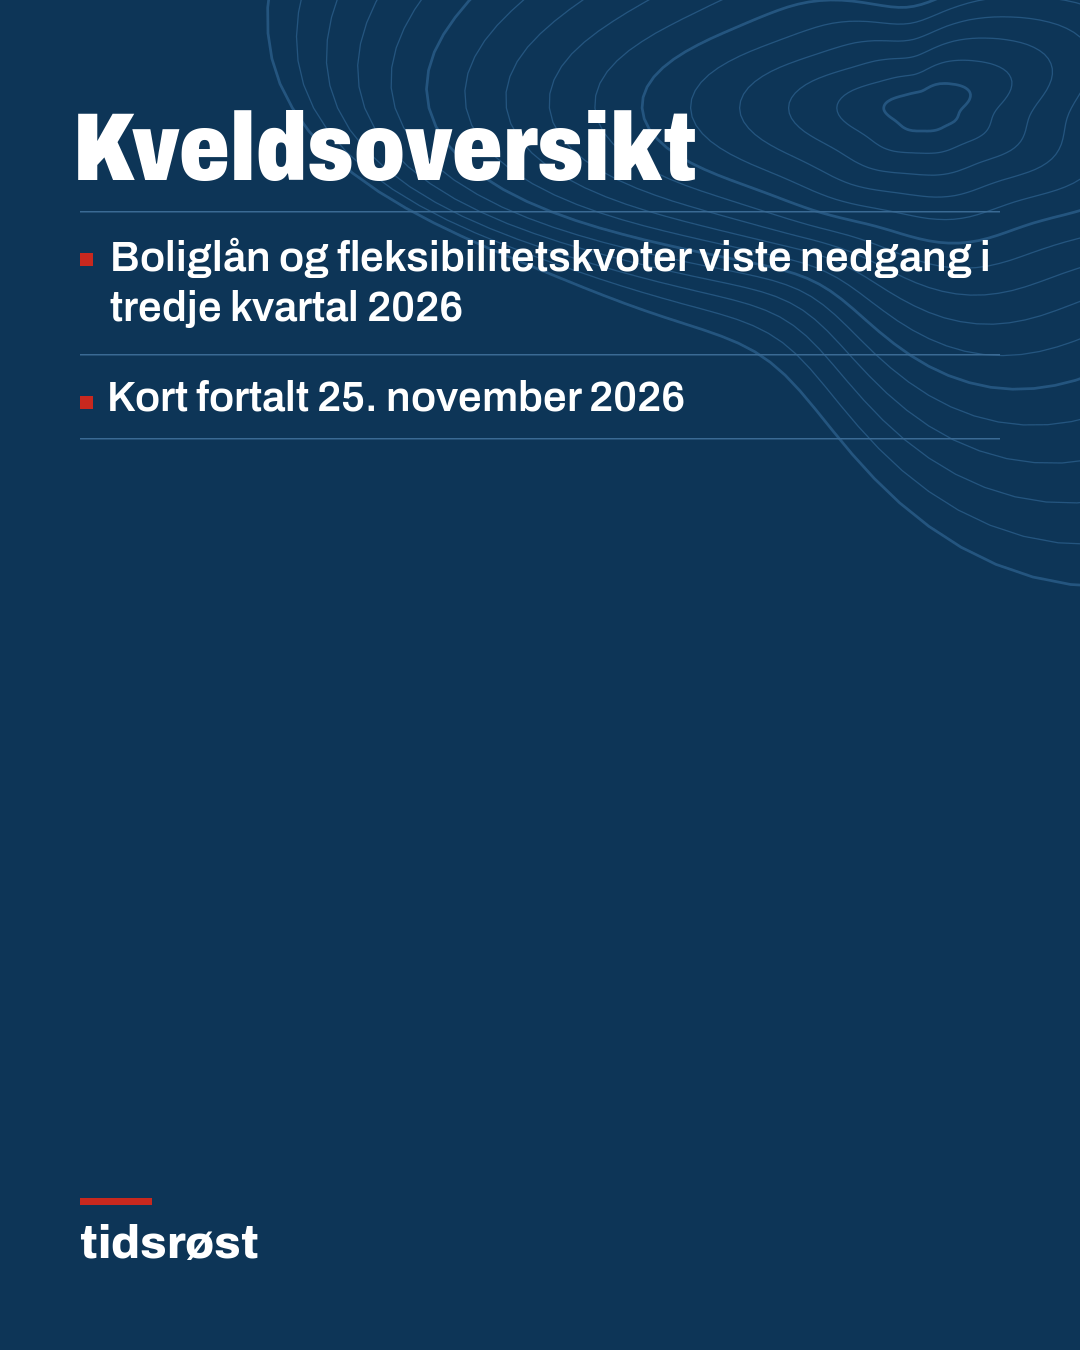 Kveldsoversikt
Boliglån og fleksibilitetskvoter viste nedgang i
tredje kvartal 2026
Kort fortalt 25. november 2026
tidsrøst